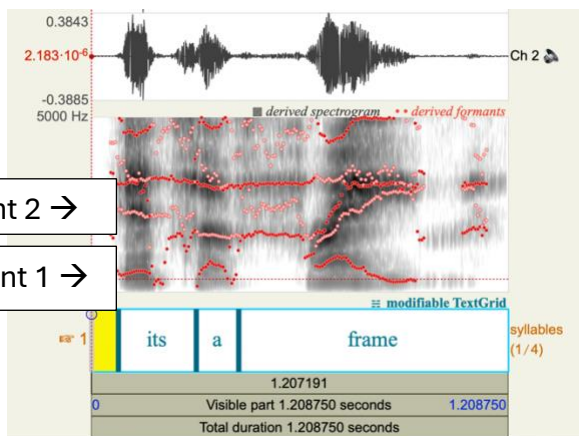 0.3843
2.183·10⁻⁶
Ch 2
-0.3885
derived spectrogram derived formants
5000 Hz
nt 2 →
nt 1 →
modifiable TextGrid
1 its a frame syllables
(1/4)
1.207191
0 Visible part 1.208750 seconds 1.208750
Total duration 1.208750 seconds